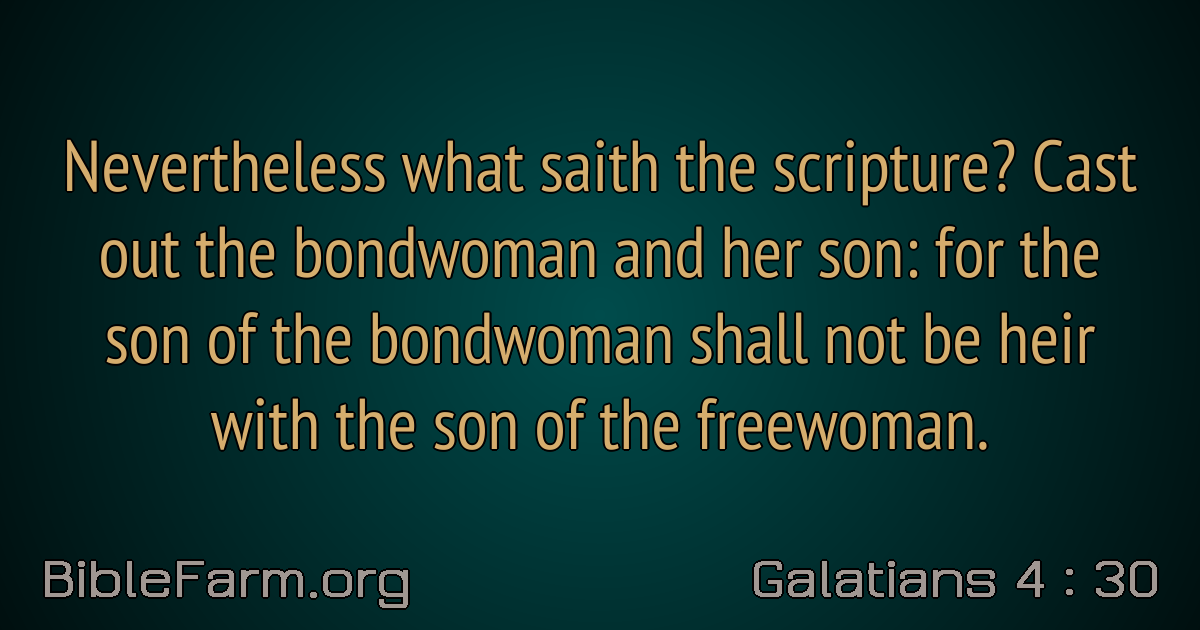 Nevertheless what saith the scripture? Cast
out the bondwoman and her son: for the
son of the bondwoman shall not be heir
with the son of the freewoman.
BibleFarm.org
Galatians 4 : 30